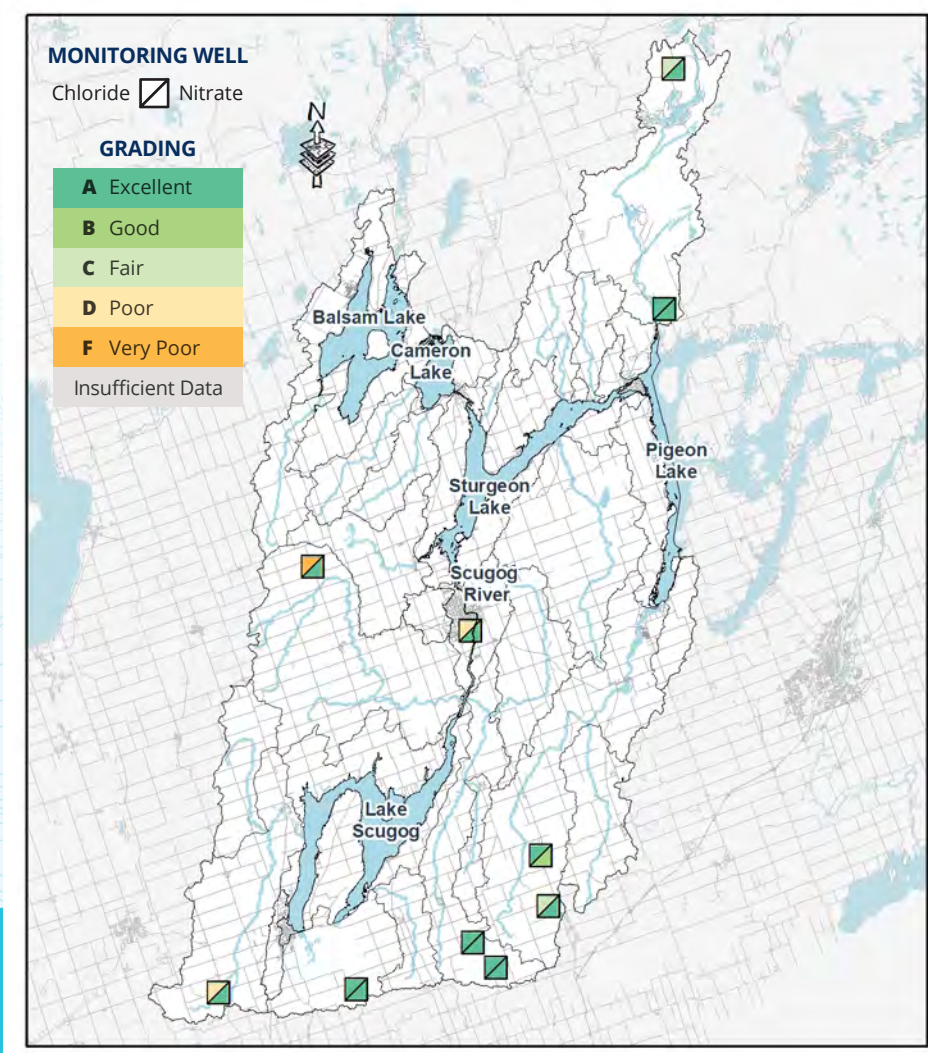 MONITORING WELL
Chloride Nitrate
N
GRADING
A Excellent
B Good
C Fair
D Poor
F Very Poor
Insufficient Data
Balsam Lake
Cameron
Lake
Pigeon
Lake
Sturgeon
Lake
Scugog
River
Lake
Scugog